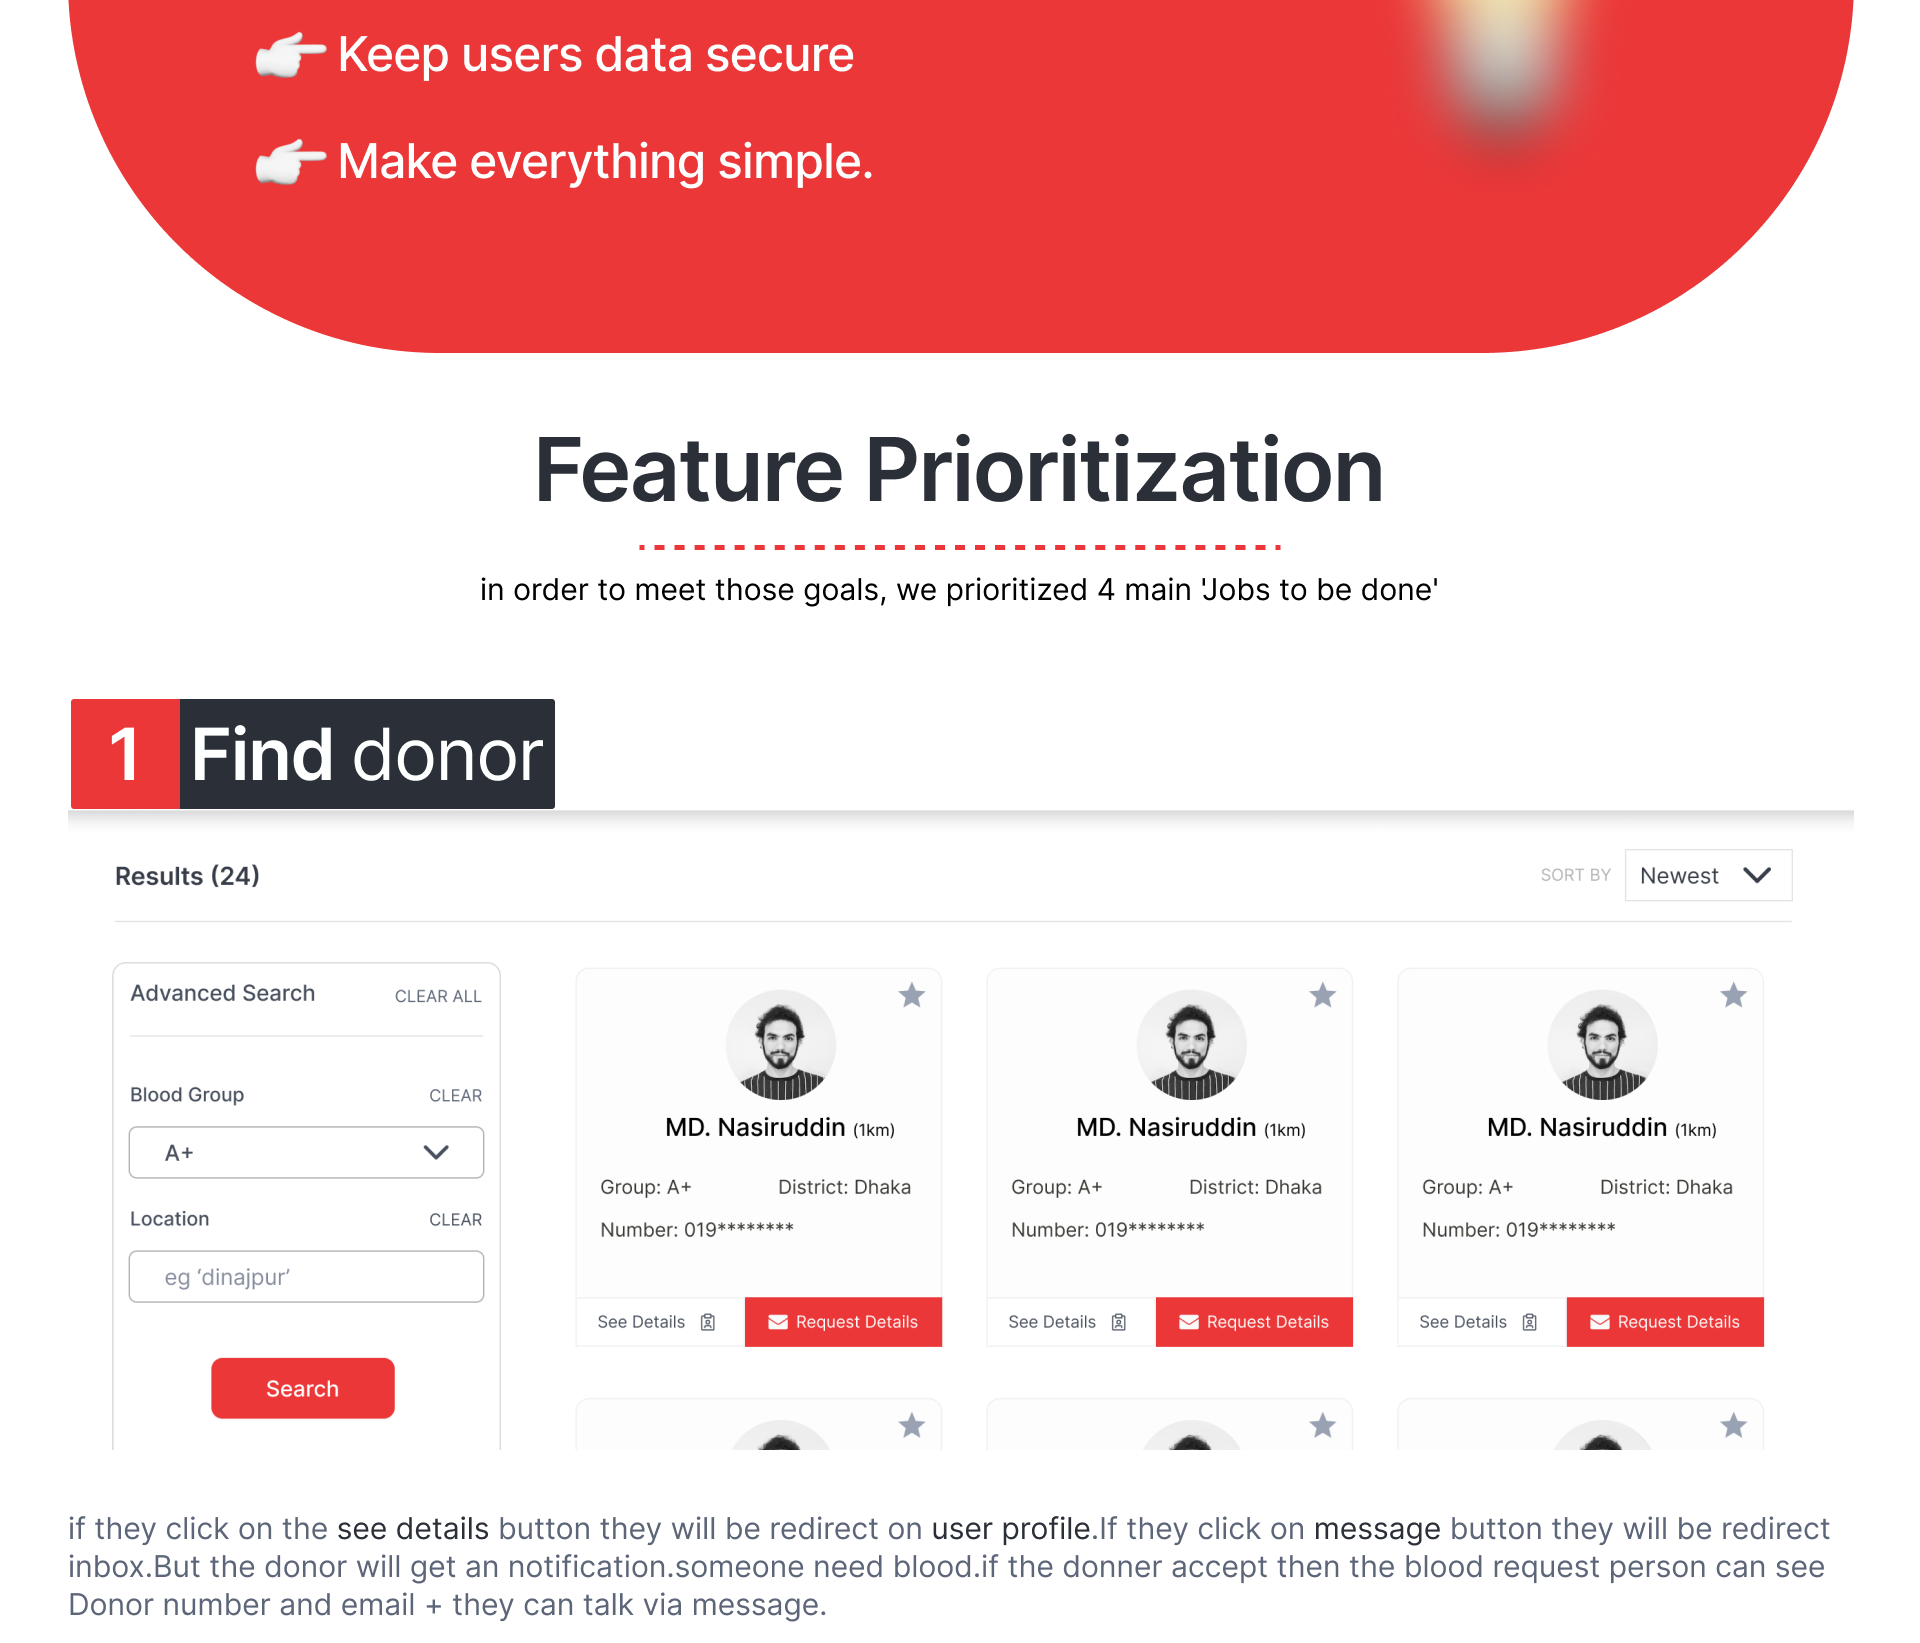 Keep users data secure
Make everything simple.
Feature Prioritization
in order to meet those goals, we prioritized 4 main 'Jobs to be done'
1 Find donor
Results (24)
SORT BY Newest
Advanced Search CLEAR ALL
Blood Group CLEAR
A+
Location CLEAR
eg ‘dinajpur’
Search
MD. Nasiruddin (1km)
Group: A+ District: Dhaka
Number: 019********
See Details Request Details
MD. Nasiruddin (1km)
Group: A+ District: Dhaka
Number: 019********
See Details Request Details
MD. Nasiruddin (1km)
Group: A+ District: Dhaka
Number: 019********
See Details Request Details
if they click on the see details button they will be redirect on user profile.If they click on message button they will be redirect
inbox.But the donor will get an notification.someone need blood.if the donner accept then the blood request person can see
Donor number and email + they can talk via message.